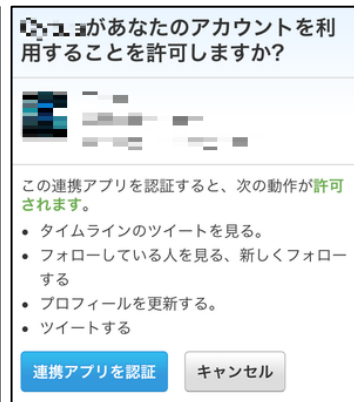 があなたのアカウントを利
用することを許可しますか?
この連携アプリを認証すると、次の動作が許可
されます。
• タイムラインのツイートを見る。
• フォローしている人を見る、新しくフォロー
する
• プロフィールを更新する。
• ツイートする
連携アプリを認証
キャンセル